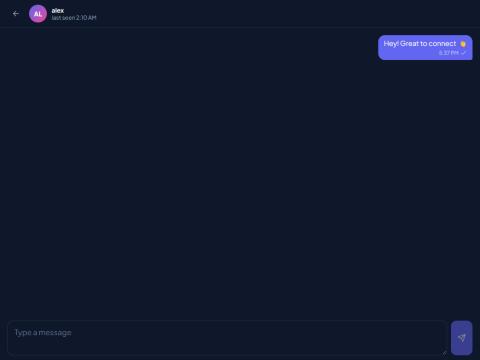 AL
alex
last seen 2:10 AM
Hey! Great to connect 👋
6:37 PM ✓
Type a message